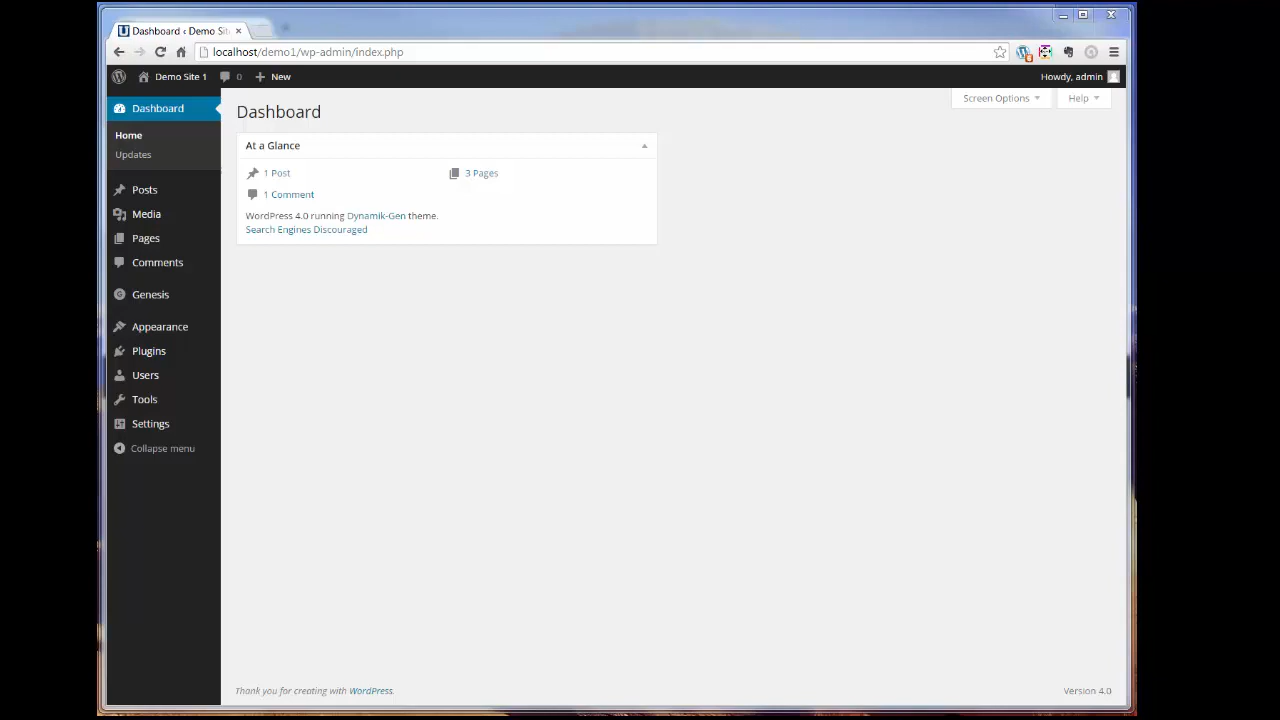 Dashboard ‹ Demo Sit
localhost/demo1/wp-admin/index.php
Demo Site 1 0 New Howdy, admin
Dashboard
Home
Updates
Posts
Media
Pages
Comments
Genesis
Appearance
Plugins
Users
Tools
Settings
Collapse menu
Screen Options Help
Dashboard
At a Glance
1 Post 3 Pages
1 Comment
WordPress 4.0 running Dynamik-Gen theme.
Search Engines Discouraged
Thank you for creating with WordPress. Version 4.0